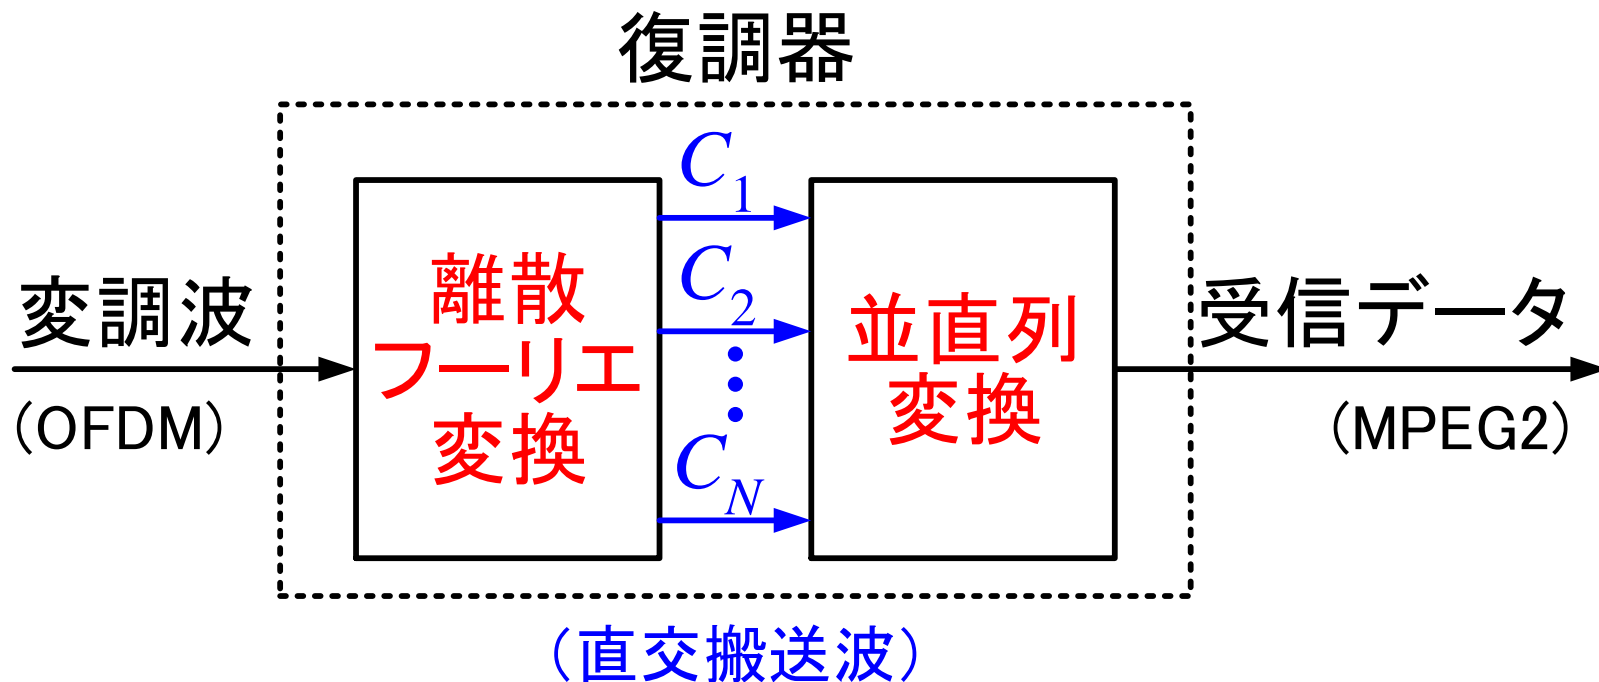 復調器
変調波
(OFDM)
離散
フーリエ
変換
C1
C2
CN
並直列
変換
受信データ
(MPEG2)
(直交搬送波)